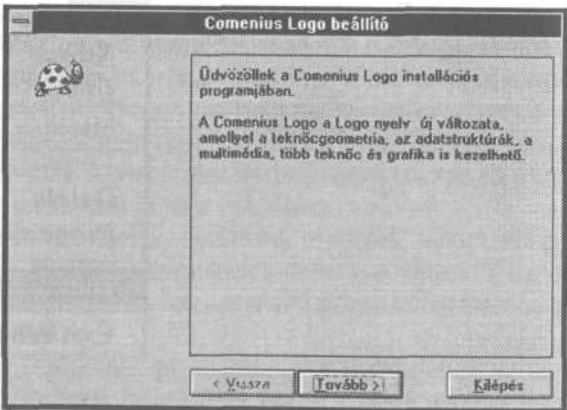 Comenius Logo beállító
Üdvözöllek a Comenius Logo installációs
programjában.
A Comenius Logo a Logo nyelv új változata,
amellyel a teknőcgeometria, az adatstruktúrák, a
multimédia, több teknőc és grafika is kezelhető.
< Vissza
Tovább >
Kilépés